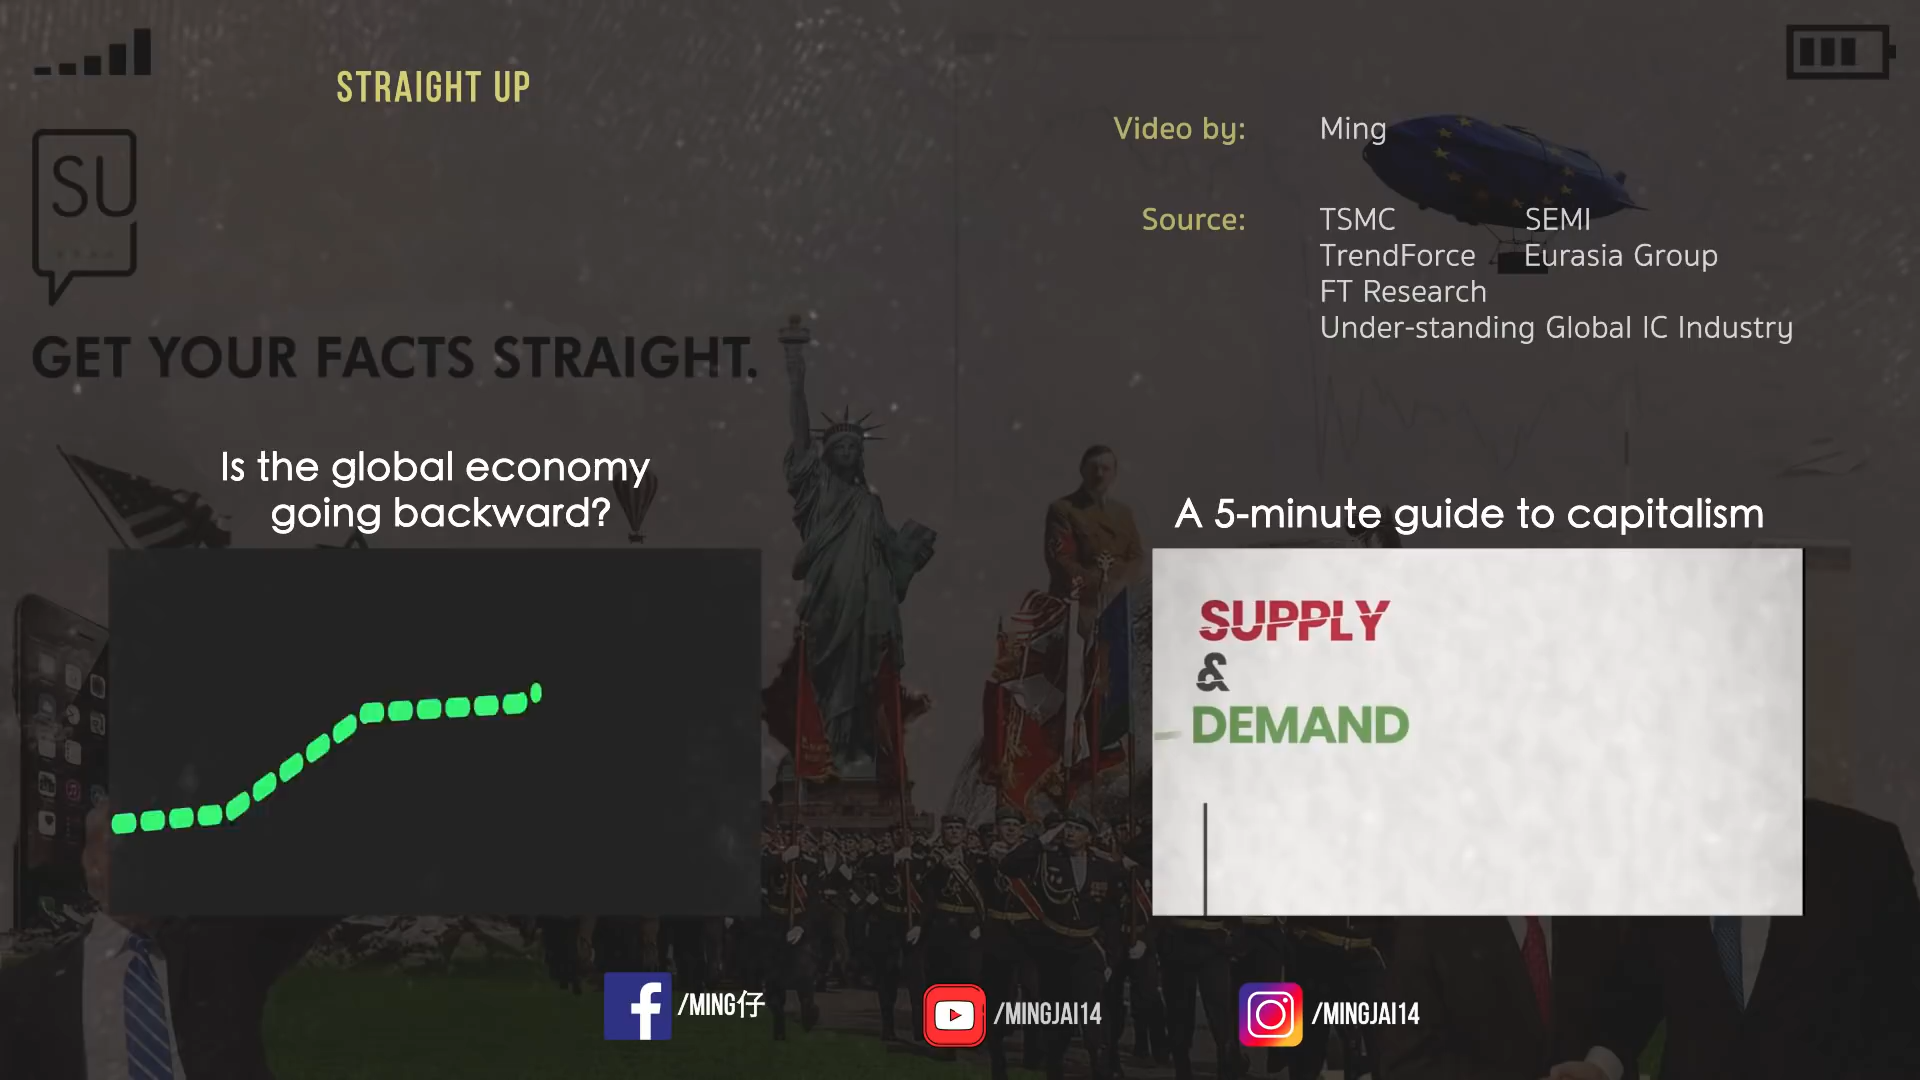 STRAIGHT UP
SU
GET YOUR FACTS STRAIGHT.
Video by: Ming
Source: TSMC SEMI
TrendForce Eurasia Group
FT Research
Under-standing Global IC Industry
Is the global economy
going backward?
A 5-minute guide to capitalism
SUPPLY
&
DEMAND
/MING仔
/MINGJAI14
/MINGJAI14